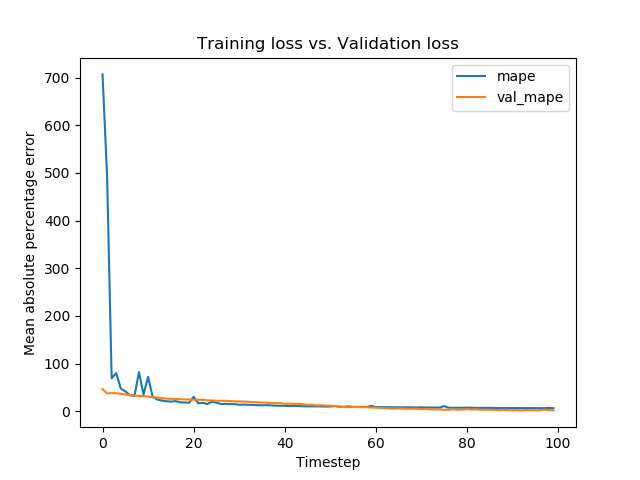 Training loss vs. Validation loss
mape
val_mape
Mean absolute percentage error
700
600
500
400
300
200
100
0
0 20 40 60 80 100
Timestep